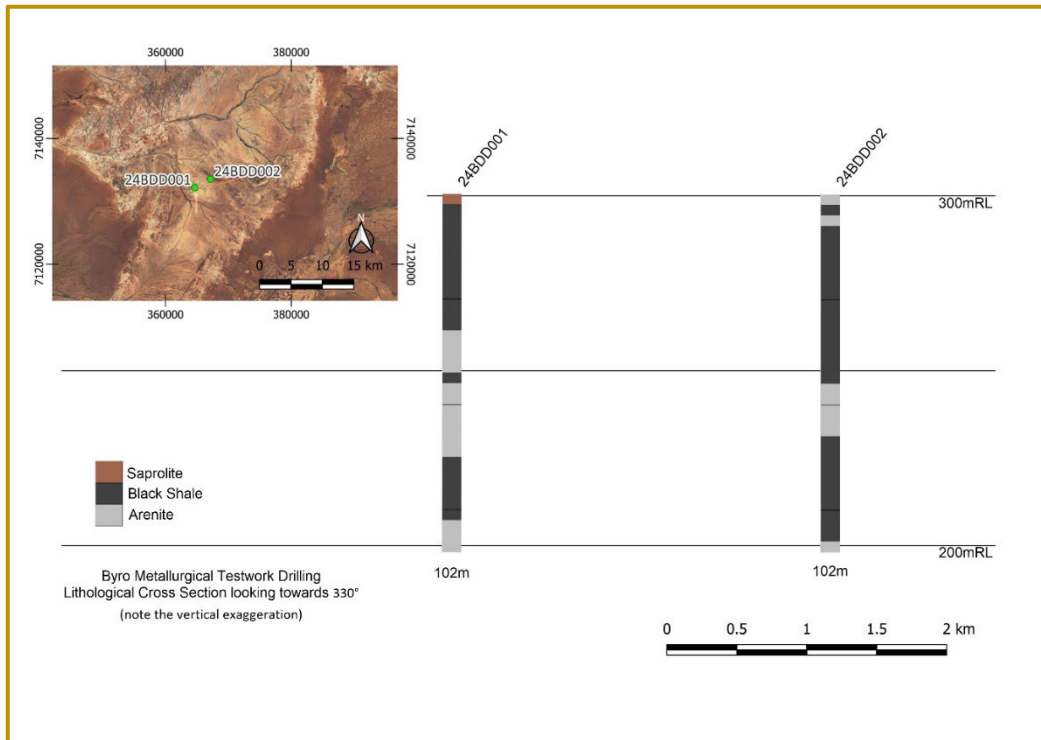 360000 380000
7140000 7140000
24BDD001 24BDD002
N
0 5 10 15 km
7120000 7120000
360000 380000
24BDD001 24BDD002
300mRL
Saprolite
Black Shale
Arenite
200mRL
102m 102m
Byro Metallurgical Testwork Drilling
Lithological Cross Section looking towards 330°
(note the vertical exaggeration)
0 0.5 1 1.5 2 km